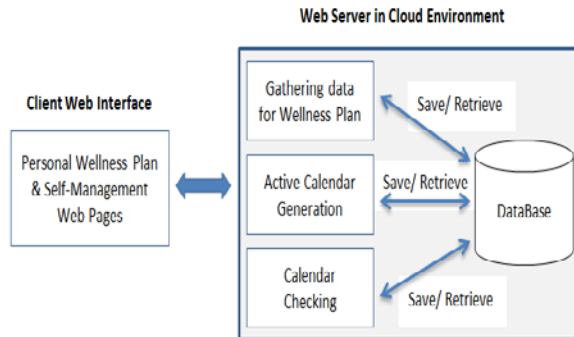 Web Server in Cloud Environment
Client Web Interface
Personal Wellness Plan
& Self-Management
Web Pages
Gathering data
for Wellness Plan
Save/ Retrieve
Active Calendar
Generation
Save/ Retrieve
DataBase
Calendar
Checking
Save/ Retrieve